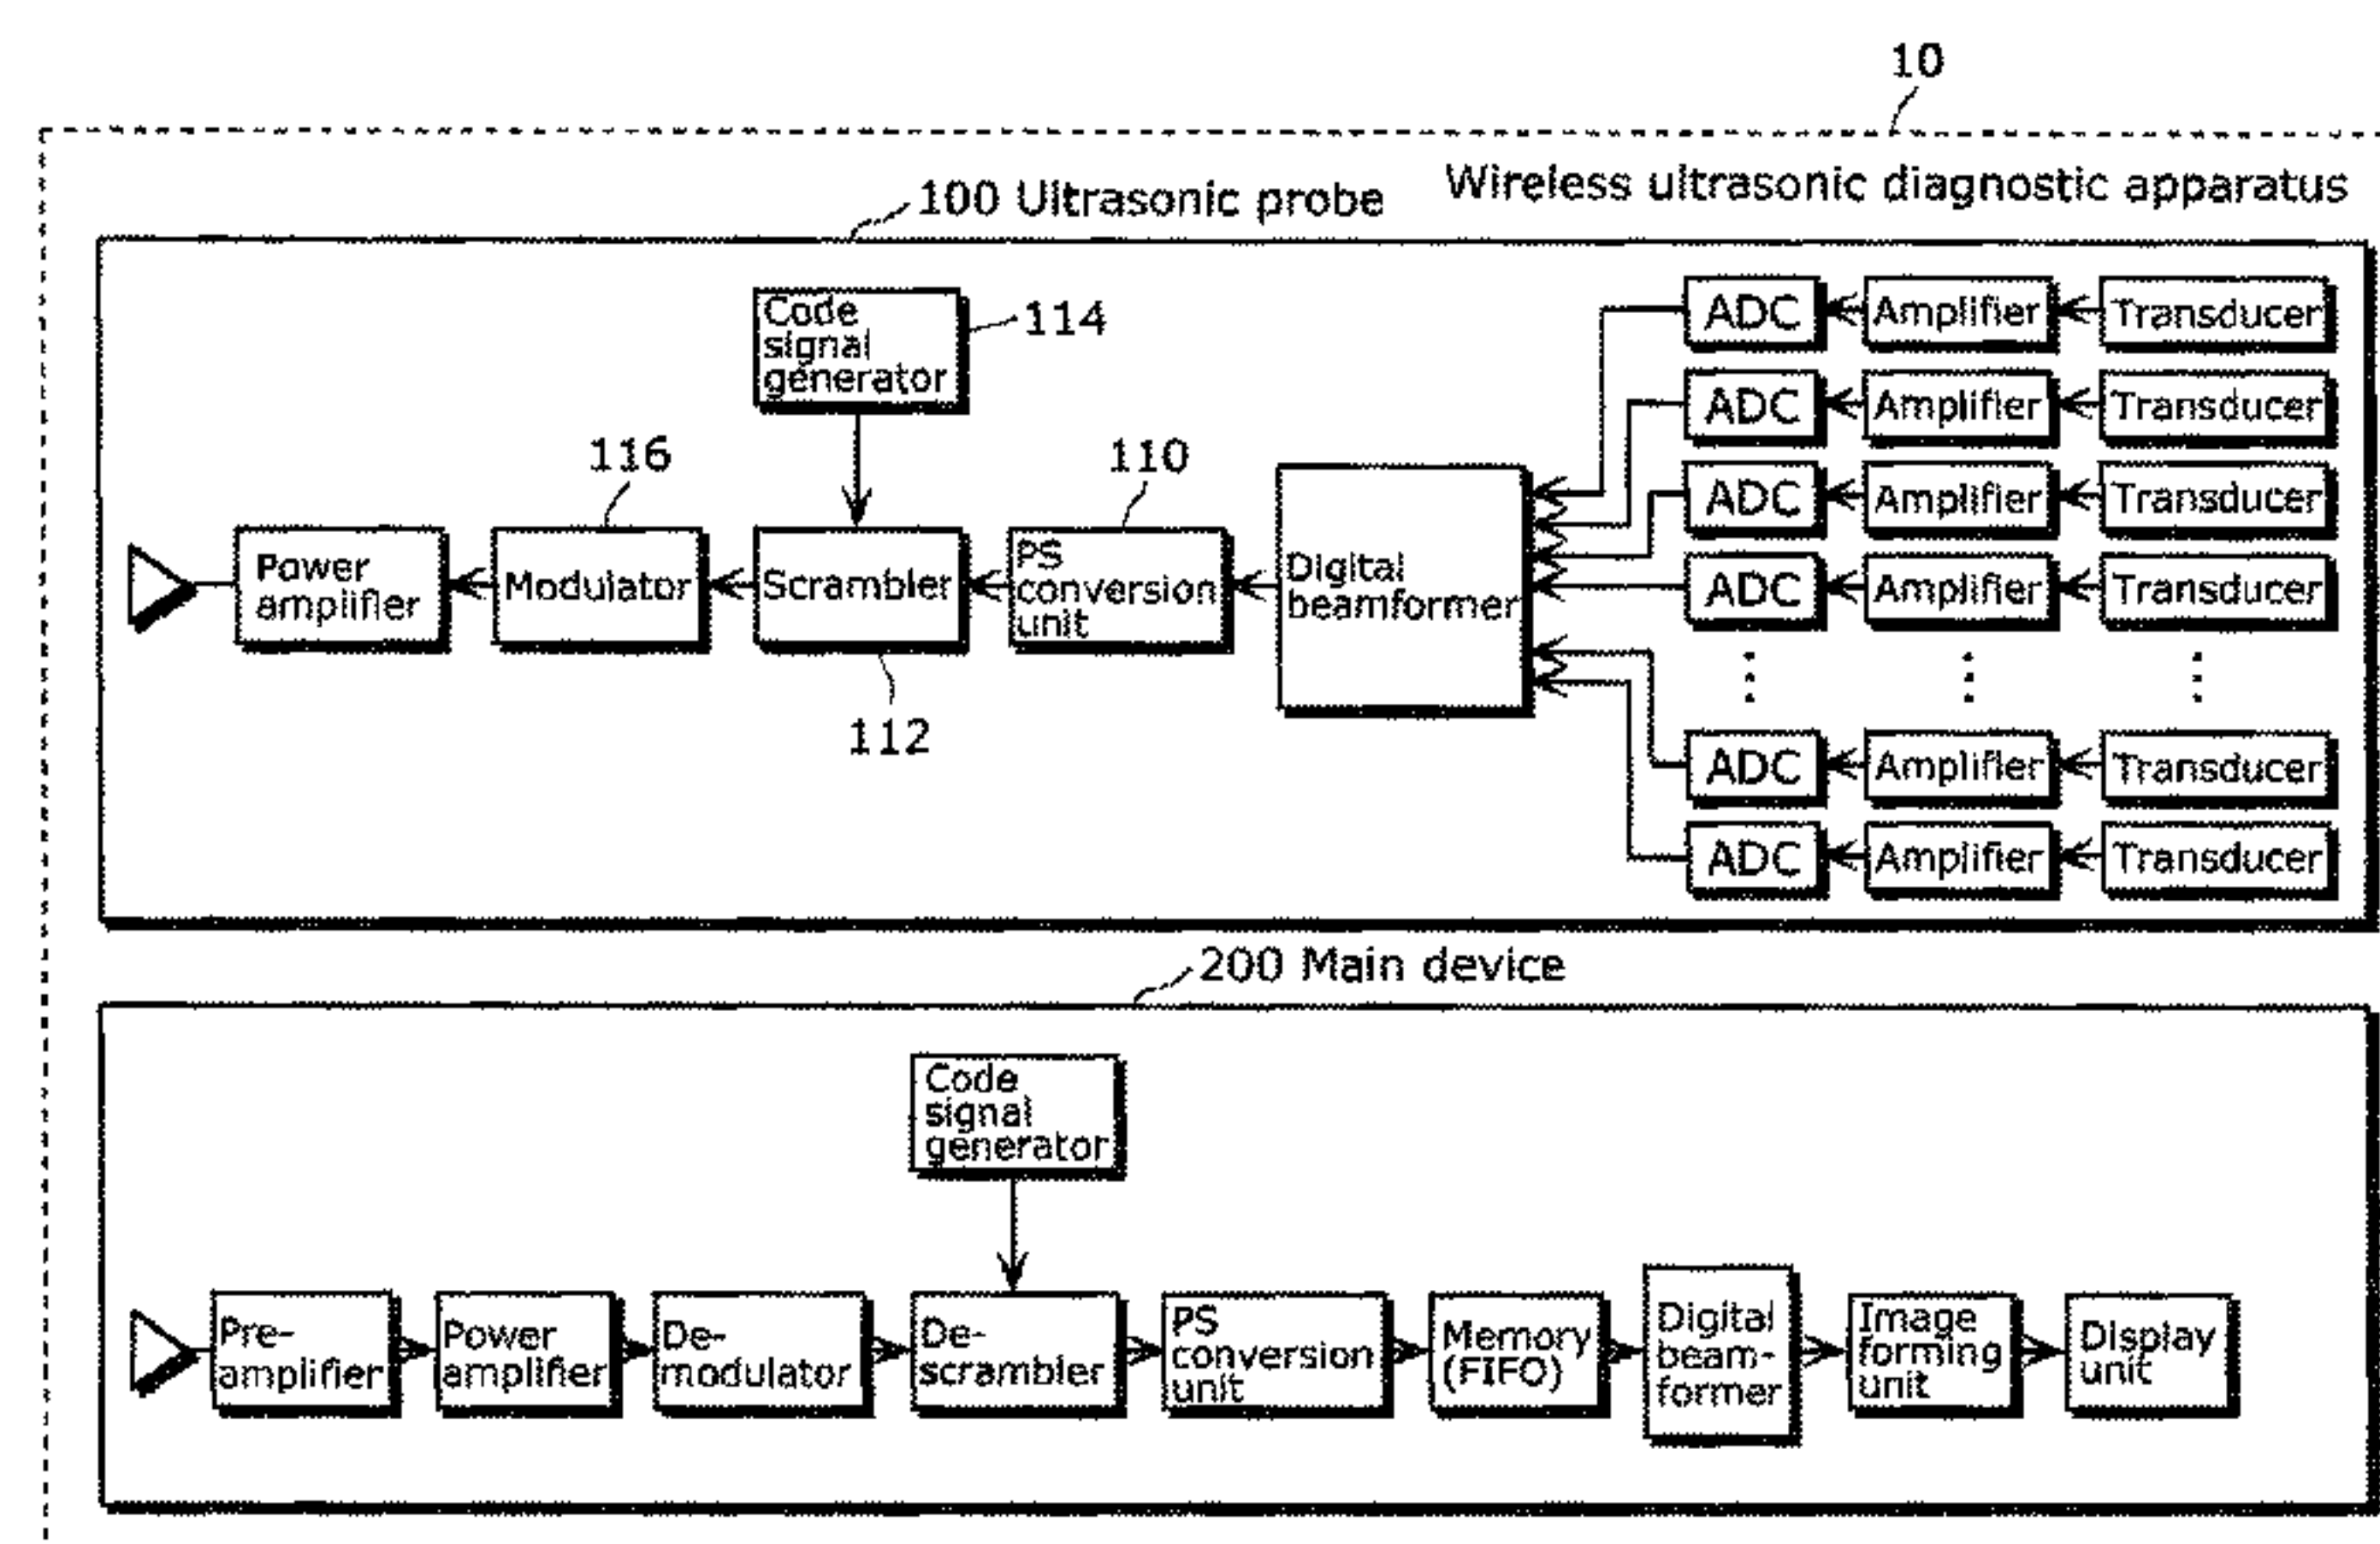 10
Wireless ultrasonic diagnostic apparatus
100 Ultrasonic probe
Code
signal
generator
114
ADC
Amplifier
Transducer
ADC
Amplifier
Transducer
116
110
ADC
Amplifier
Transducer
Power
amplifier
Modulator
Scrambler
PS
conversion
unit
Digital
beamformer
ADC
Amplifier
Transducer
112
ADC
Amplifier
Transducer
ADC
Amplifier
Transducer
200 Main device
Code
signal
generator
Pre-
amplifier
Power
amplifier
De-
modulator
De-
scrambler
PS
conversion
unit
Memory
(FIFO)
Digital
beam-
former
Image
forming
unit
Display
unit